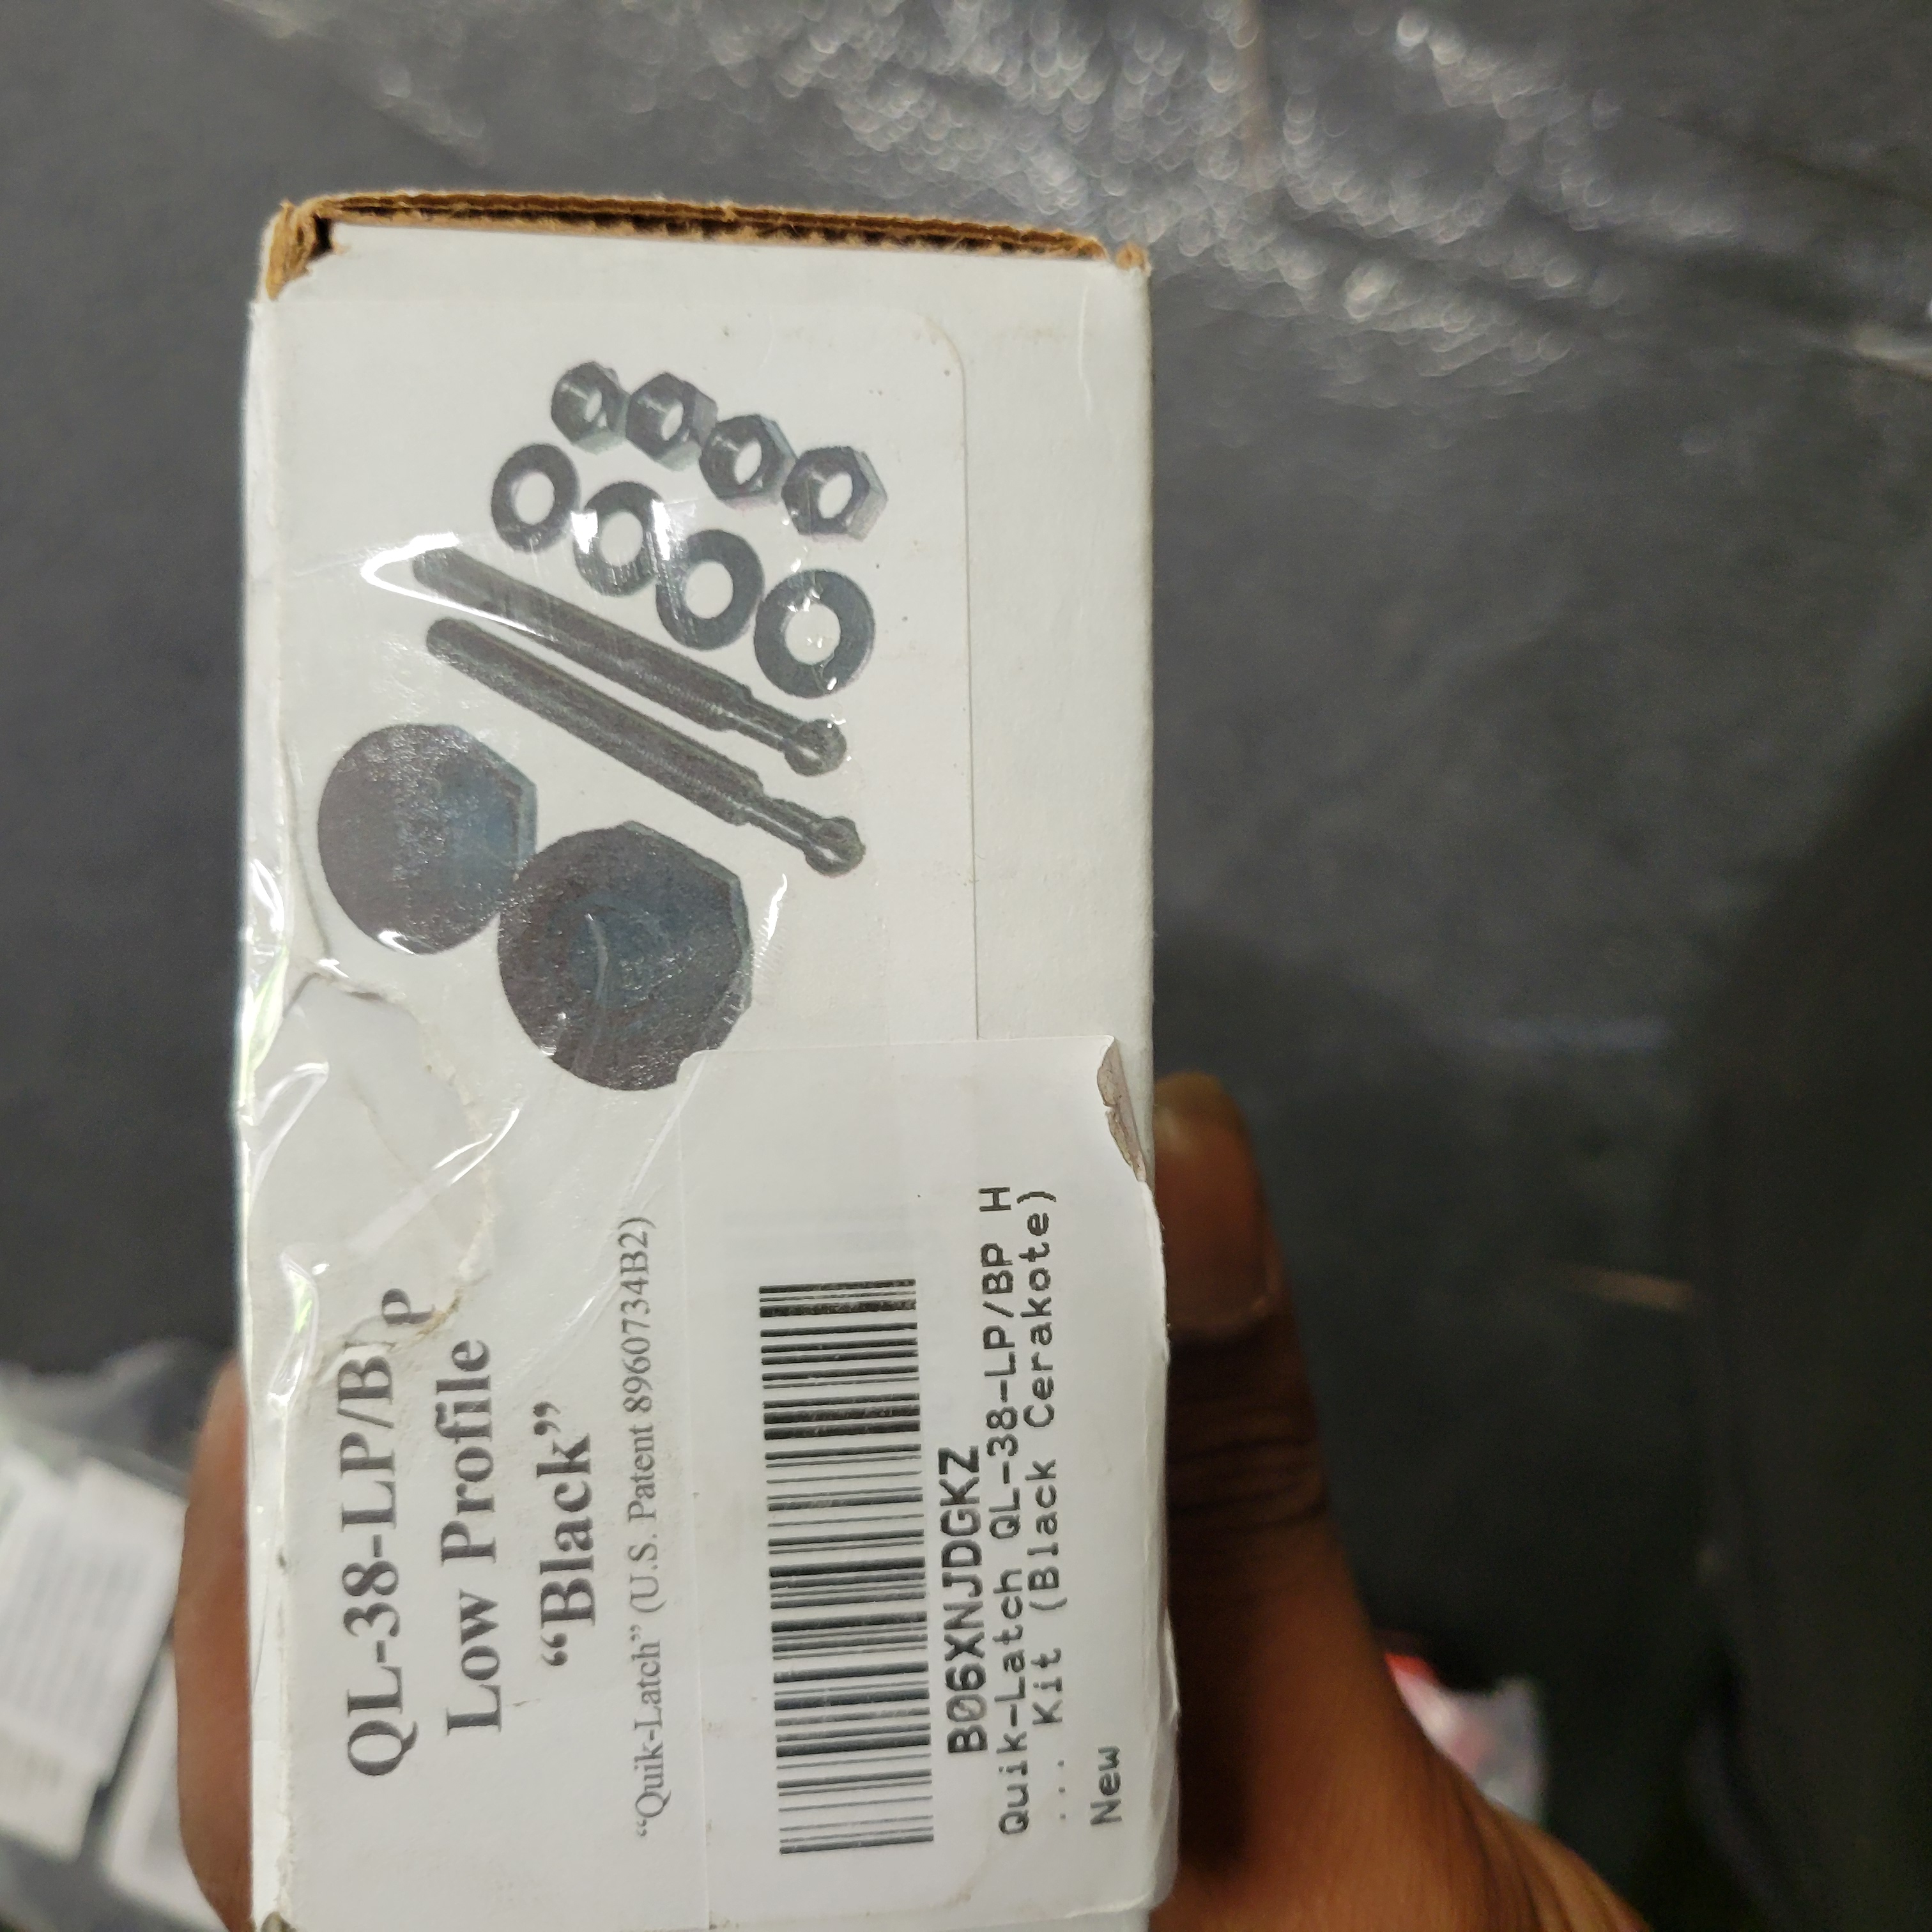 QL-38-LP/BP
Low Profile
“Black”
“Quik-Latch” (U.S. Patent 8960734B2)
B06XNJDGKZ
Quik-Latch QL-38-LP/BP H
... Kit (Black Cerakote)
New